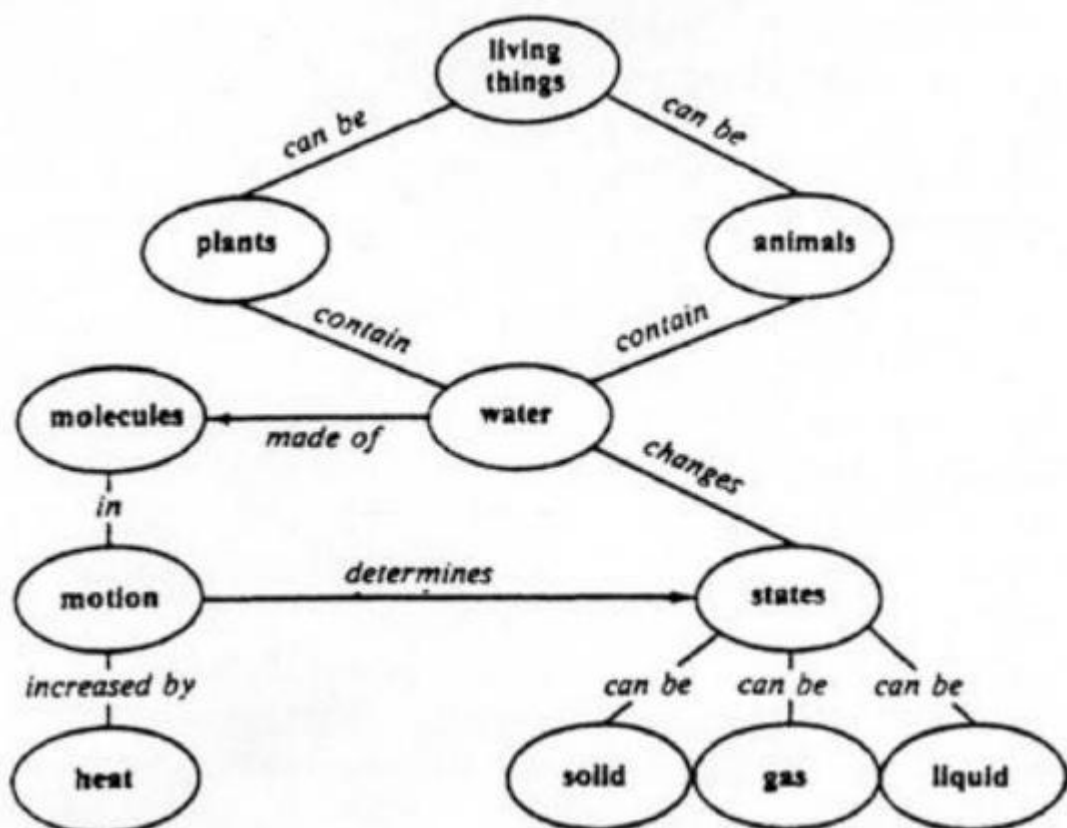 living
things
can be
can be
plants
animals
contain
contain
molecules
made of
water
changes
in
motion
determines
states
increased by
can be
can be
can be
heat
solid
gas
liquid